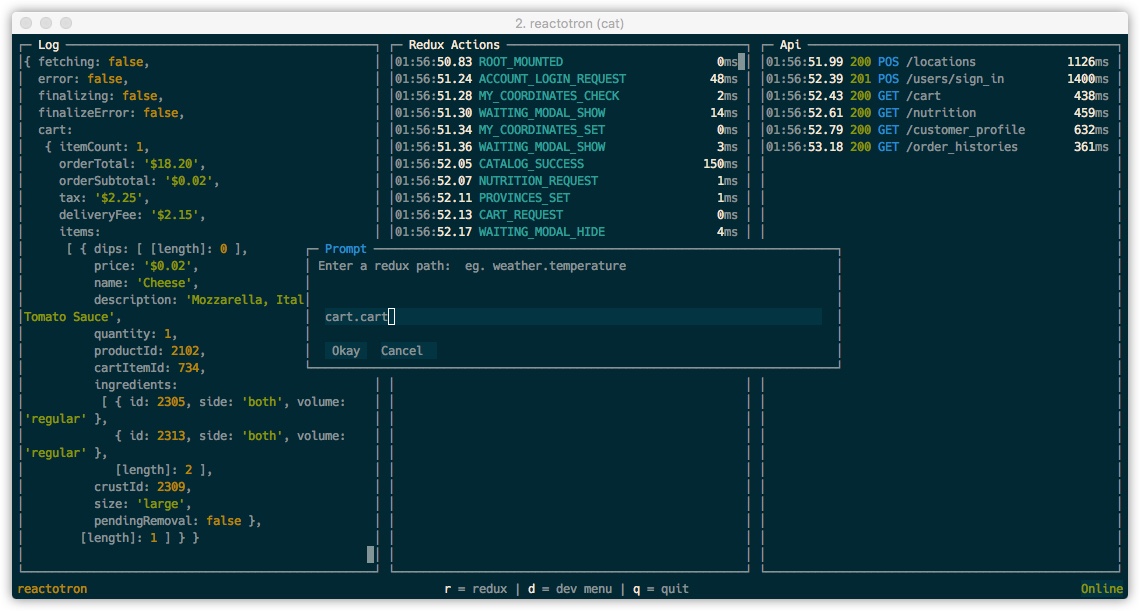 2. reactotron (cat)
Log
{ fetching: false,
error: false,
finalizing: false,
finalizeError: false,
cart:
{ itemCount: 1,
orderTotal: '$18.20',
orderSubtotal: '$0.02',
tax: '$2.25',
deliveryFee: '$2.15',
items:
[ { dips: [ [length]: 0 ],
price: '$0.02',
name: 'Cheese',
description: 'Mozzarella, Ital
Tomato Sauce',
quantity: 1,
productId: 2102,
cartItemId: 734,
ingredients:
[ { id: 2305, side: 'both', volume:
'regular' },
{ id: 2313, side: 'both', volume:
'regular' },
[length]: 2 ],
crustId: 2309,
size: 'large',
pendingRemoval: false },
[length]: 1 ] } }
Redux Actions
01:56:50.83 ROOT_MOUNTED 0ms
01:56:51.24 ACCOUNT_LOGIN_REQUEST 48ms
01:56:51.28 MY_COORDINATES_CHECK 2ms
01:56:51.30 WAITING_MODAL_SHOW 14ms
01:56:51.34 MY_COORDINATES_SET 0ms
01:56:51.36 WAITING_MODAL_SHOW 3ms
01:56:52.05 CATALOG_SUCCESS 150ms
01:56:52.07 NUTRITION_REQUEST 1ms
01:56:52.11 PROVINCES_SET 1ms
01:56:52.13 CART_REQUEST 0ms
01:56:52.17 WAITING_MODAL_HIDE 4ms
Api
01:56:51.99 200 POS /locations 1126ms
01:56:52.39 201 POS /users/sign_in 1400ms
01:56:52.43 200 GET /cart 438ms
01:56:52.61 200 GET /nutrition 459ms
01:56:52.79 200 GET /customer_profile 632ms
01:56:53.18 200 GET /order_histories 361ms
Prompt
Enter a redux path:  eg. weather.temperature
cart.cart
Okay Cancel
reactotron r = redux | d = dev menu | q = quit Online